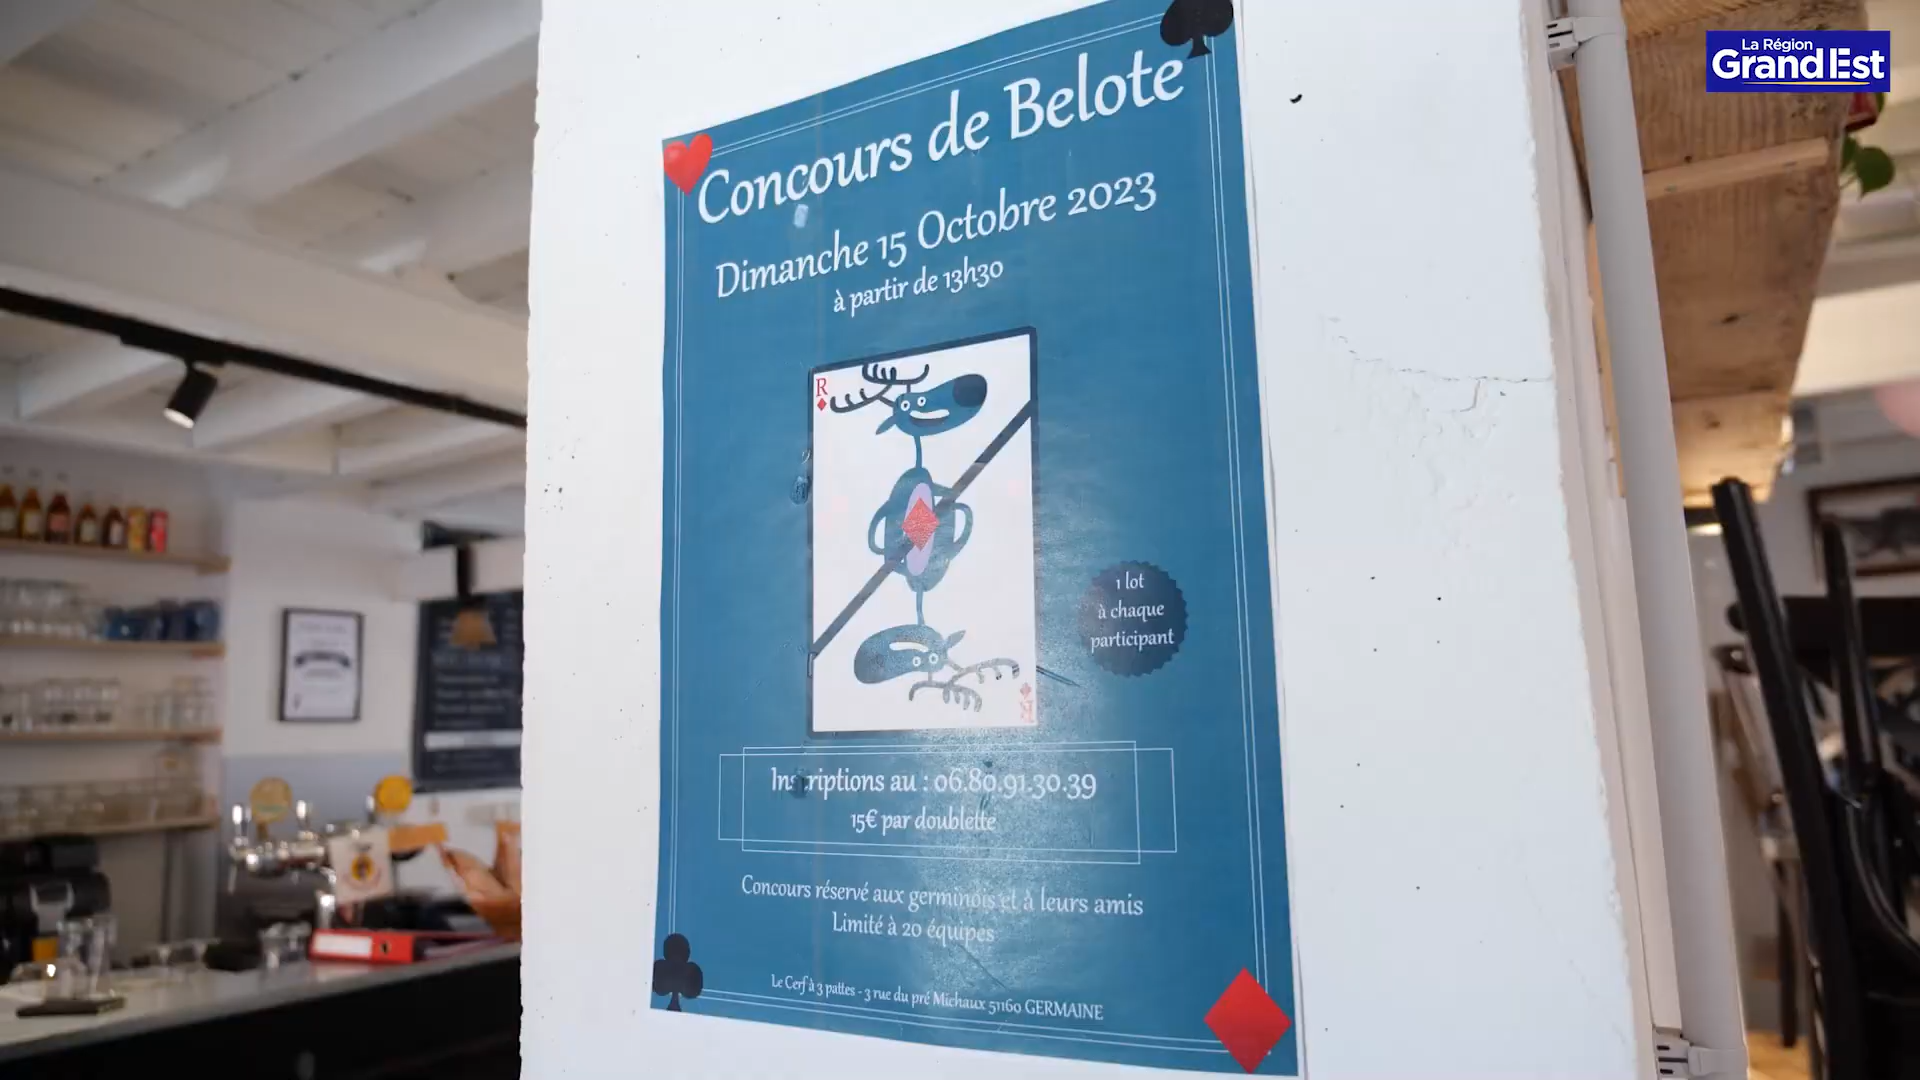 La Région
Grand Est
Concours de Belote
Dimanche 15 Octobre 2023
à partir de 13h30
R
1 lot
à chaque
participant
R
Inscriptions au : 06.80.91.30.39
15€ par doublette
Concours réservé aux germinois et à leurs amis
Limité à 20 équipes
Le Cerf à 3 pattes - 3 rue du pré Michaux 51160 GERMAINE